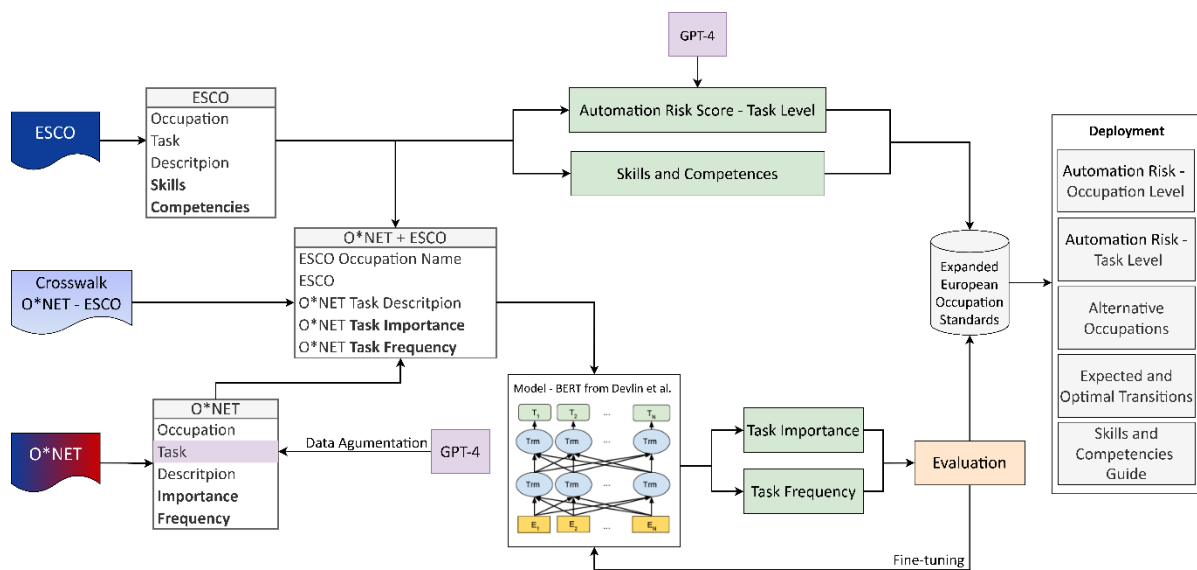 GPT-4
ESCO
ESCO
Occupation
Task
Descritpion
Skills
Competencies
Automation Risk Score - Task Level
Skills and Competences
Crosswalk
O*NET - ESCO
O*NET + ESCO
ESCO Occupation Name
ESCO
O*NET Task Descritpion
O*NET Task Importance
O*NET Task Frequency
O*NET
O*NET
Occupation
Task
Descritpion
Importance
Frequency
Data Agumentation
GPT-4
Model - BERT from Devlin et al.
T1 T2 ... TN
Trm Trm ... Trm
Trm Trm ... Trm
E1 E2 ... EN
Task Importance
Task Frequency
Evaluation
Fine-tuning
Expanded
European
Occupation
Standards
Deployment
Automation Risk -
Occupation Level
Automation Risk -
Task Level
Alternative
Occupations
Expected and
Optimal Transitions
Skills and
Competencies
Guide